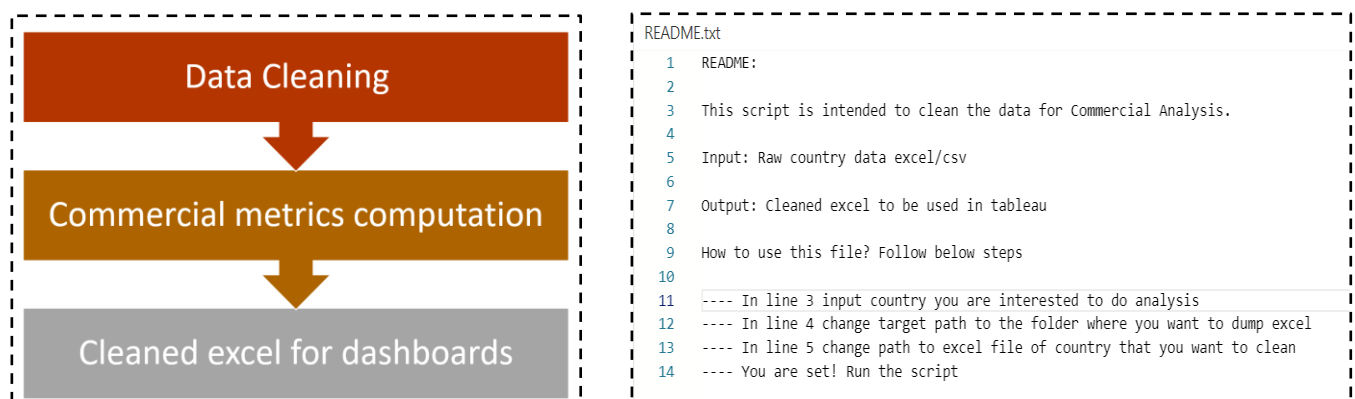 Data Cleaning
Commercial metrics computation
Cleaned excel for dashboards
README.txt
1 README:
2
3 This script is intended to clean the data for Commercial Analysis.
4
5 Input: Raw country data excel/csv
6
7 Output: Cleaned excel to be used in tableau
8
9 How to use this file? Follow below steps
10
11 ---- In line 3 input country you are interested to do analysis
12 ---- In line 4 change target path to the folder where you want to dump excel
13 ---- In line 5 change path to excel file of country that you want to clean
14 ---- You are set! Run the script